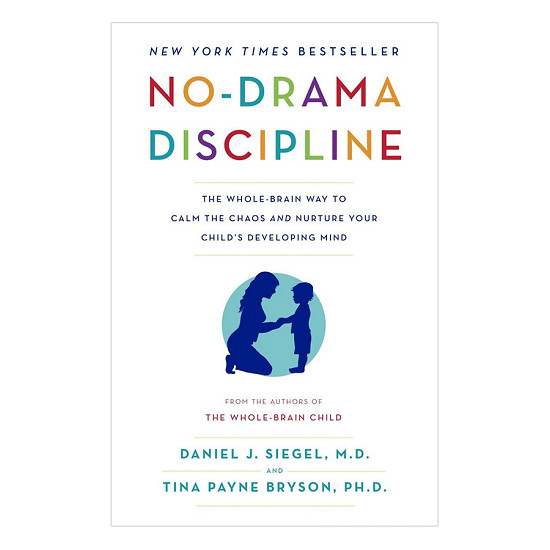 NEW YORK TIMES BESTSELLER
NO-DRAMA
DISCIPLINE
THE WHOLE-BRAIN WAY TO
CALM THE CHAOS AND NURTURE YOUR
CHILD'S DEVELOPING MIND
FROM THE AUTHORS OF
THE WHOLE-BRAIN CHILD
DANIEL J. SIEGEL, M.D.
AND
TINA PAYNE BRYSON, PH.D.